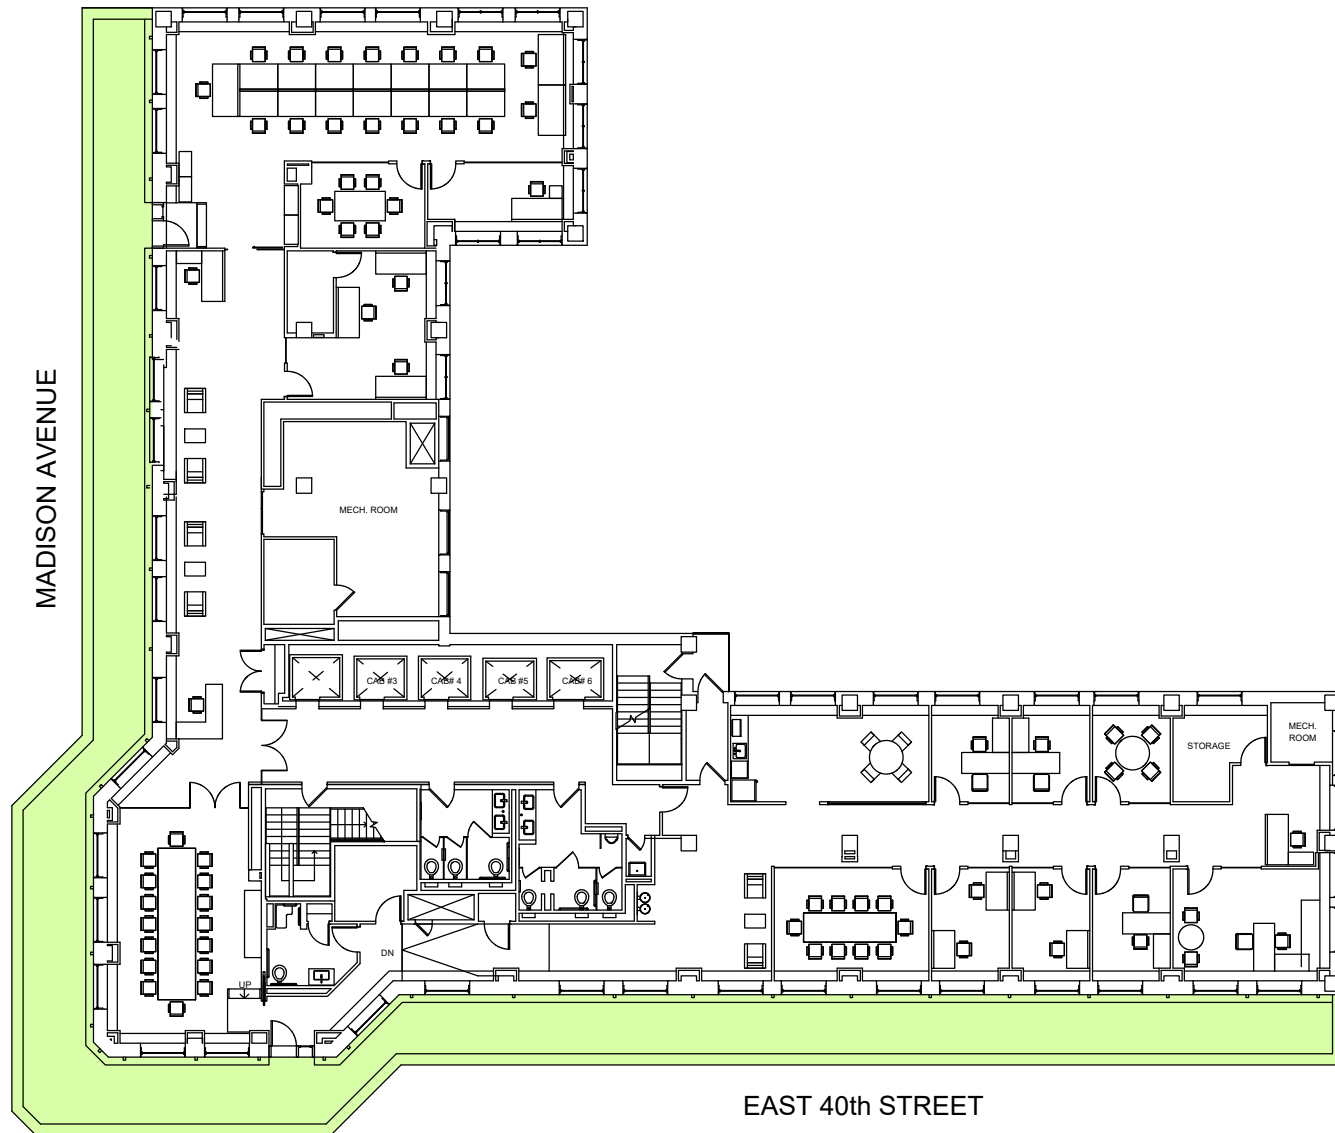 MADISON AVENUE
MECH. ROOM
CAB #3
CAB# 4
CAB #5
CAB# 6
MECH.
ROOM
STORAGE
DN
UP
EAST 40th STREET